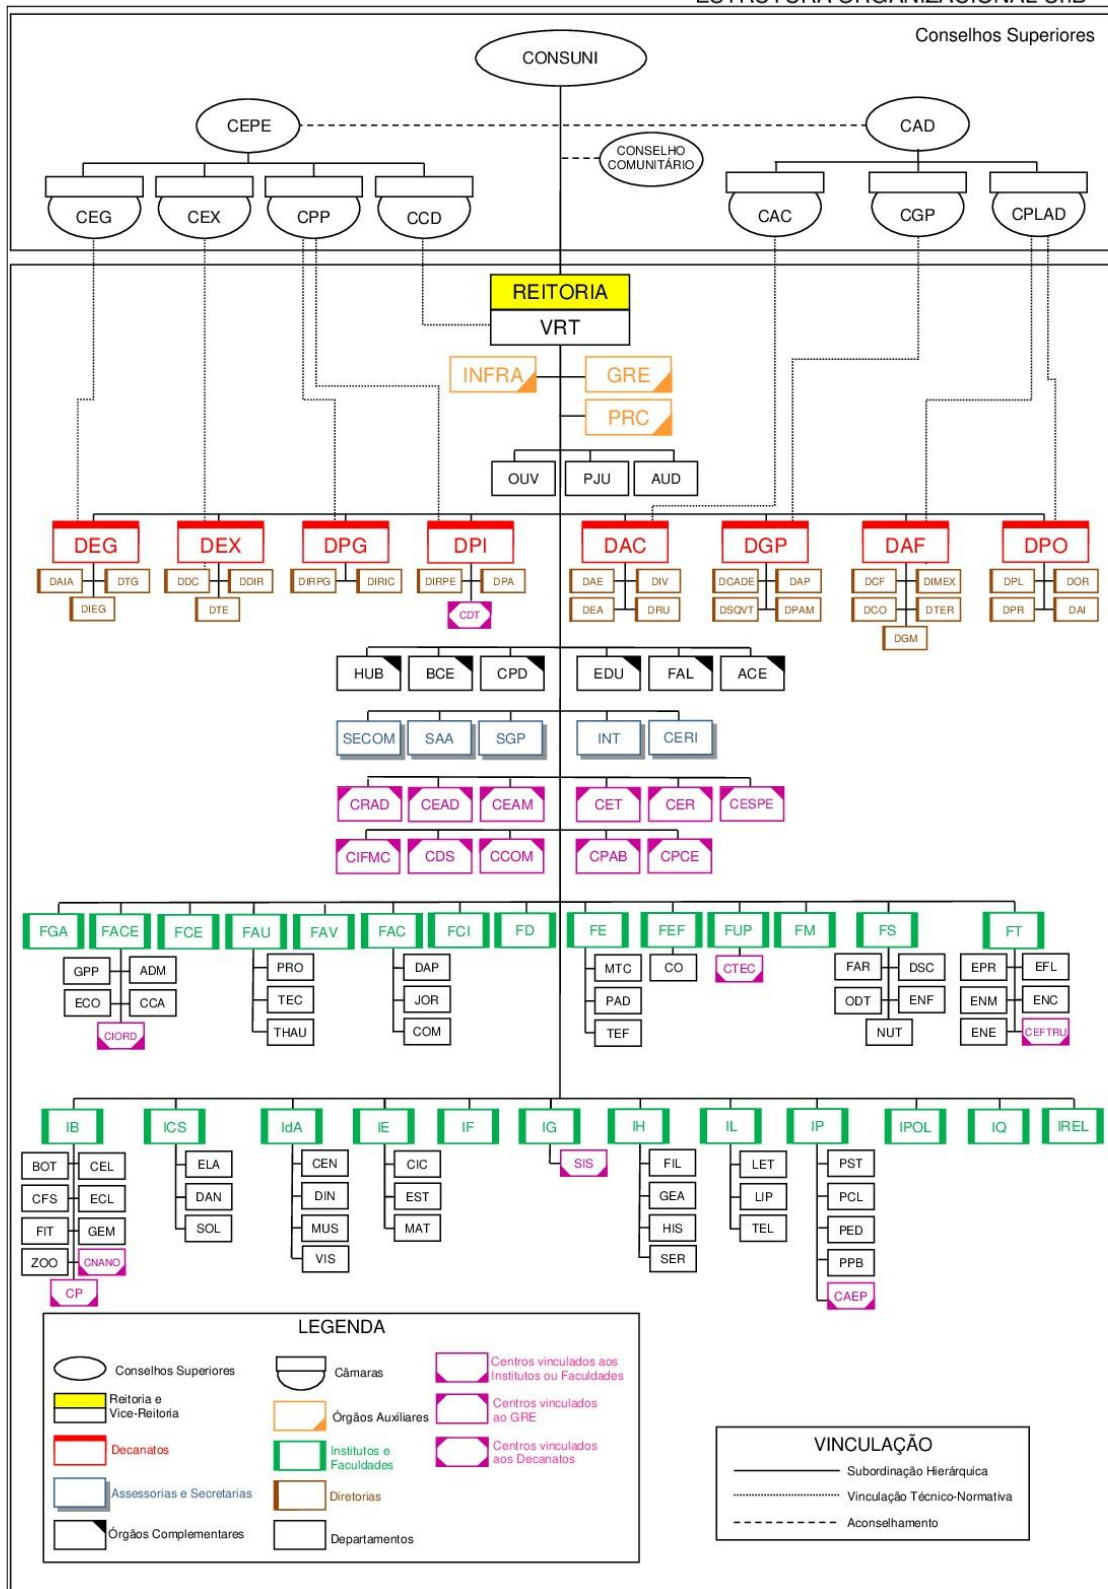 ESTRUTURA ORGANIZACIONAL UnB
Conselhos Superiores
CONSUNI
CEPE
CAD
CONSELHO
COMUNITÁRIO
CEG CEX CPP CCD CAC CGP CPLAD
REITORIA
VRT
INFRA GRE
PRC
OUV PJU AUD
DEG DEX DPG DPI DAC DGP DAF DPO
DAIA DTG DDC DDIR DIRPG DIRIC DIRPE DPA DAE DIV DCADE DAP DCF DIMEX DPL DOR
DIEG DTE CDT DEA DRU DSQVT DPAM DCO DTER DPR DAI
DGM
HUB BCE CPD EDU FAL ACE
SECOM SAA SGP INT CERI
CRAD CEAD CEAM CET CER CESPE
CIFMC CDS CCOM CPAB CPCE
FGA FACE FCE FAU FAV FAC FCI FD FE FEF FUP FM FS FT
GPP ADM PRO DAP MTC CO CTEC FAR DSC EPR EFL
ECO CCA TEC JOR PAD ODT ENF ENM ENC
CIORD THAU COM TEF NUT ENE CEFTRU
IB ICS IdA IE IF IG IH IL IP IPOL IQ IREL
BOT CEL ELA CEN CIC SIS FIL LET PST
CFS ECL DAN DIN EST GEA LIP PCL
FIT GEM SOL MUS MAT HIS TEL PED
ZOO CNANO VIS SER PPB
CP CAEP
LEGENDA
Conselhos Superiores
Câmaras
Centros vinculados aos
Institutos ou Faculdades
Reitoria e
Vice-Reitoria
Órgãos Auxiliares
Centros vinculados
ao GRE
Decanatos
Institutos e
Faculdades
Centros vinculados
aos Decanatos
Assessorias e Secretarias
Diretorias
Órgãos Complementares
Departamentos
VINCULAÇÃO
Subordinação Hierárquica
Vinculação Técnico-Normativa
Aconselhamento